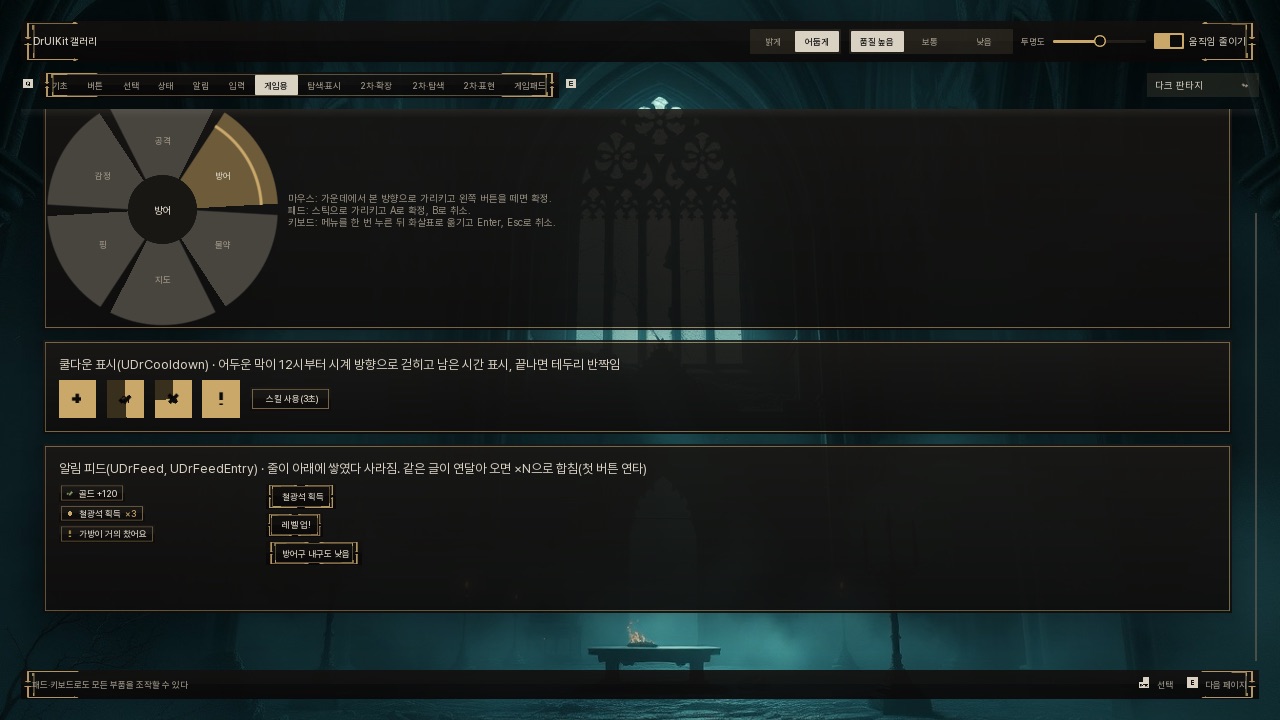 DrUIKit 갤러리
밝게 어둡게 품질 높음 보통 낮음 투명도 움직임 줄이기
Q 기초 버튼 선택 상태 알림 입력 게임용 탐색·표시 2차·확장 2차·탐색 2차·표현 게임패드 E
다크 판타지
공격
감정 방어
방어
핑 물약
지도
마우스: 가운데에서 본 방향으로 가리키고 왼쪽 버튼을 떼면 확정.
패드: 스틱으로 가리키고 A로 확정, B로 취소.
키보드: 메뉴를 한 번 누른 뒤 화살표로 옮기고 Enter, Esc로 취소.
쿨다운 표시(UDrCooldown) · 어두운 막이 12시부터 시계 방향으로 걷히고 남은 시간 표시, 끝나면 테두리 반짝임
스킬 사용(3초)
알림 피드(UDrFeed, UDrFeedEntry) · 줄이 아래에 쌓였다 사라짐. 같은 글이 연달아 오면 ×N으로 합침(첫 버튼 연타)
골드 +120
철광석 획득 ×3
가방이 거의 찼어요
철광석 획득
레벨 업!
방어구 내구도 낮음
패드·키보드로도 모든 부품을 조작할 수 있다
선택 E 다음 페이지